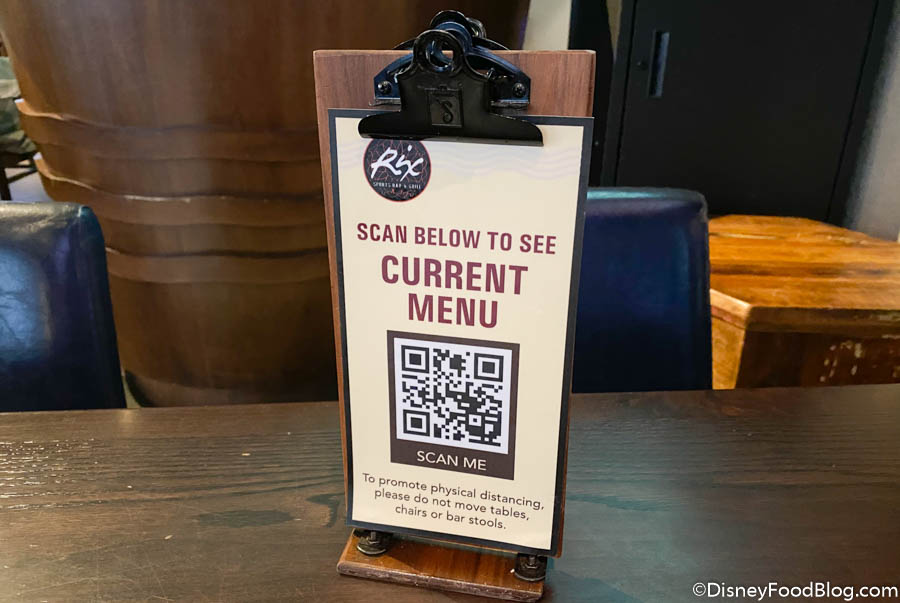 Rix
SPORTS BAR & GRILL
SCAN BELOW TO SEE
CURRENT
MENU
SCAN ME
To promote physical distancing,
please do not move tables,
chairs or bar stools.
©DisneyFoodBlog.com